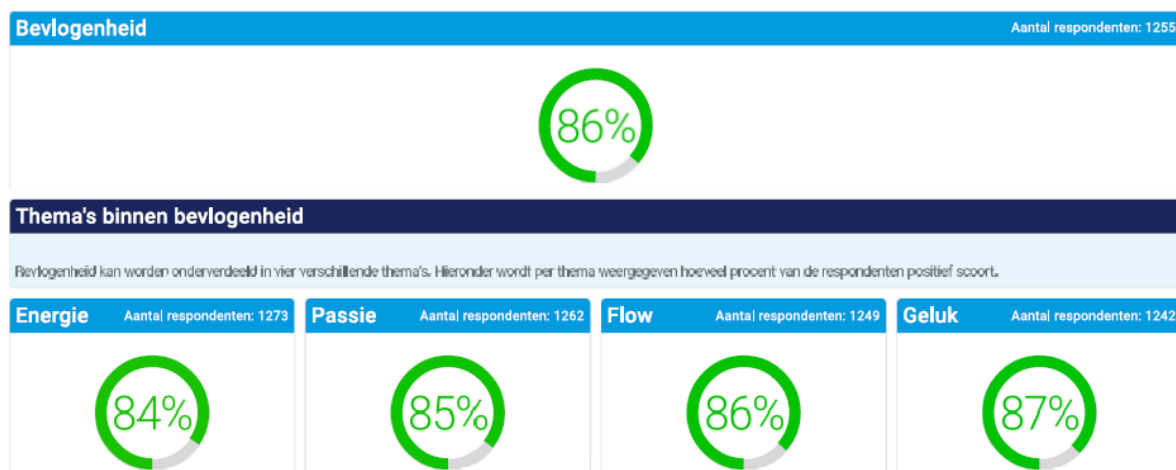 Bevlogenheid Aantal respondenten: 1255
86%
Thema's binnen bevlogenheid
Bevlogenheid kan worden onderverdeeld in vier verschillende thema's. Hieronder wordt per thema weergegeven hoeveel procent van de respondenten positief scoort.
Energie Aantal respondenten: 1273 Passie Aantal respondenten: 1262 Flow Aantal respondenten: 1249 Geluk Aantal respondenten: 1242
84% 85% 86% 87%